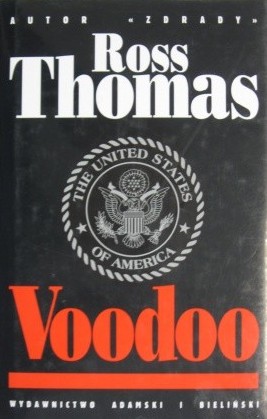 AUTOR «ZDRADY»
Ross
Thomas
THE UNITED STATES
OF AMERICA
Voodoo
WYDAWNICTWO ADAMSKI I BIELIŃSKI